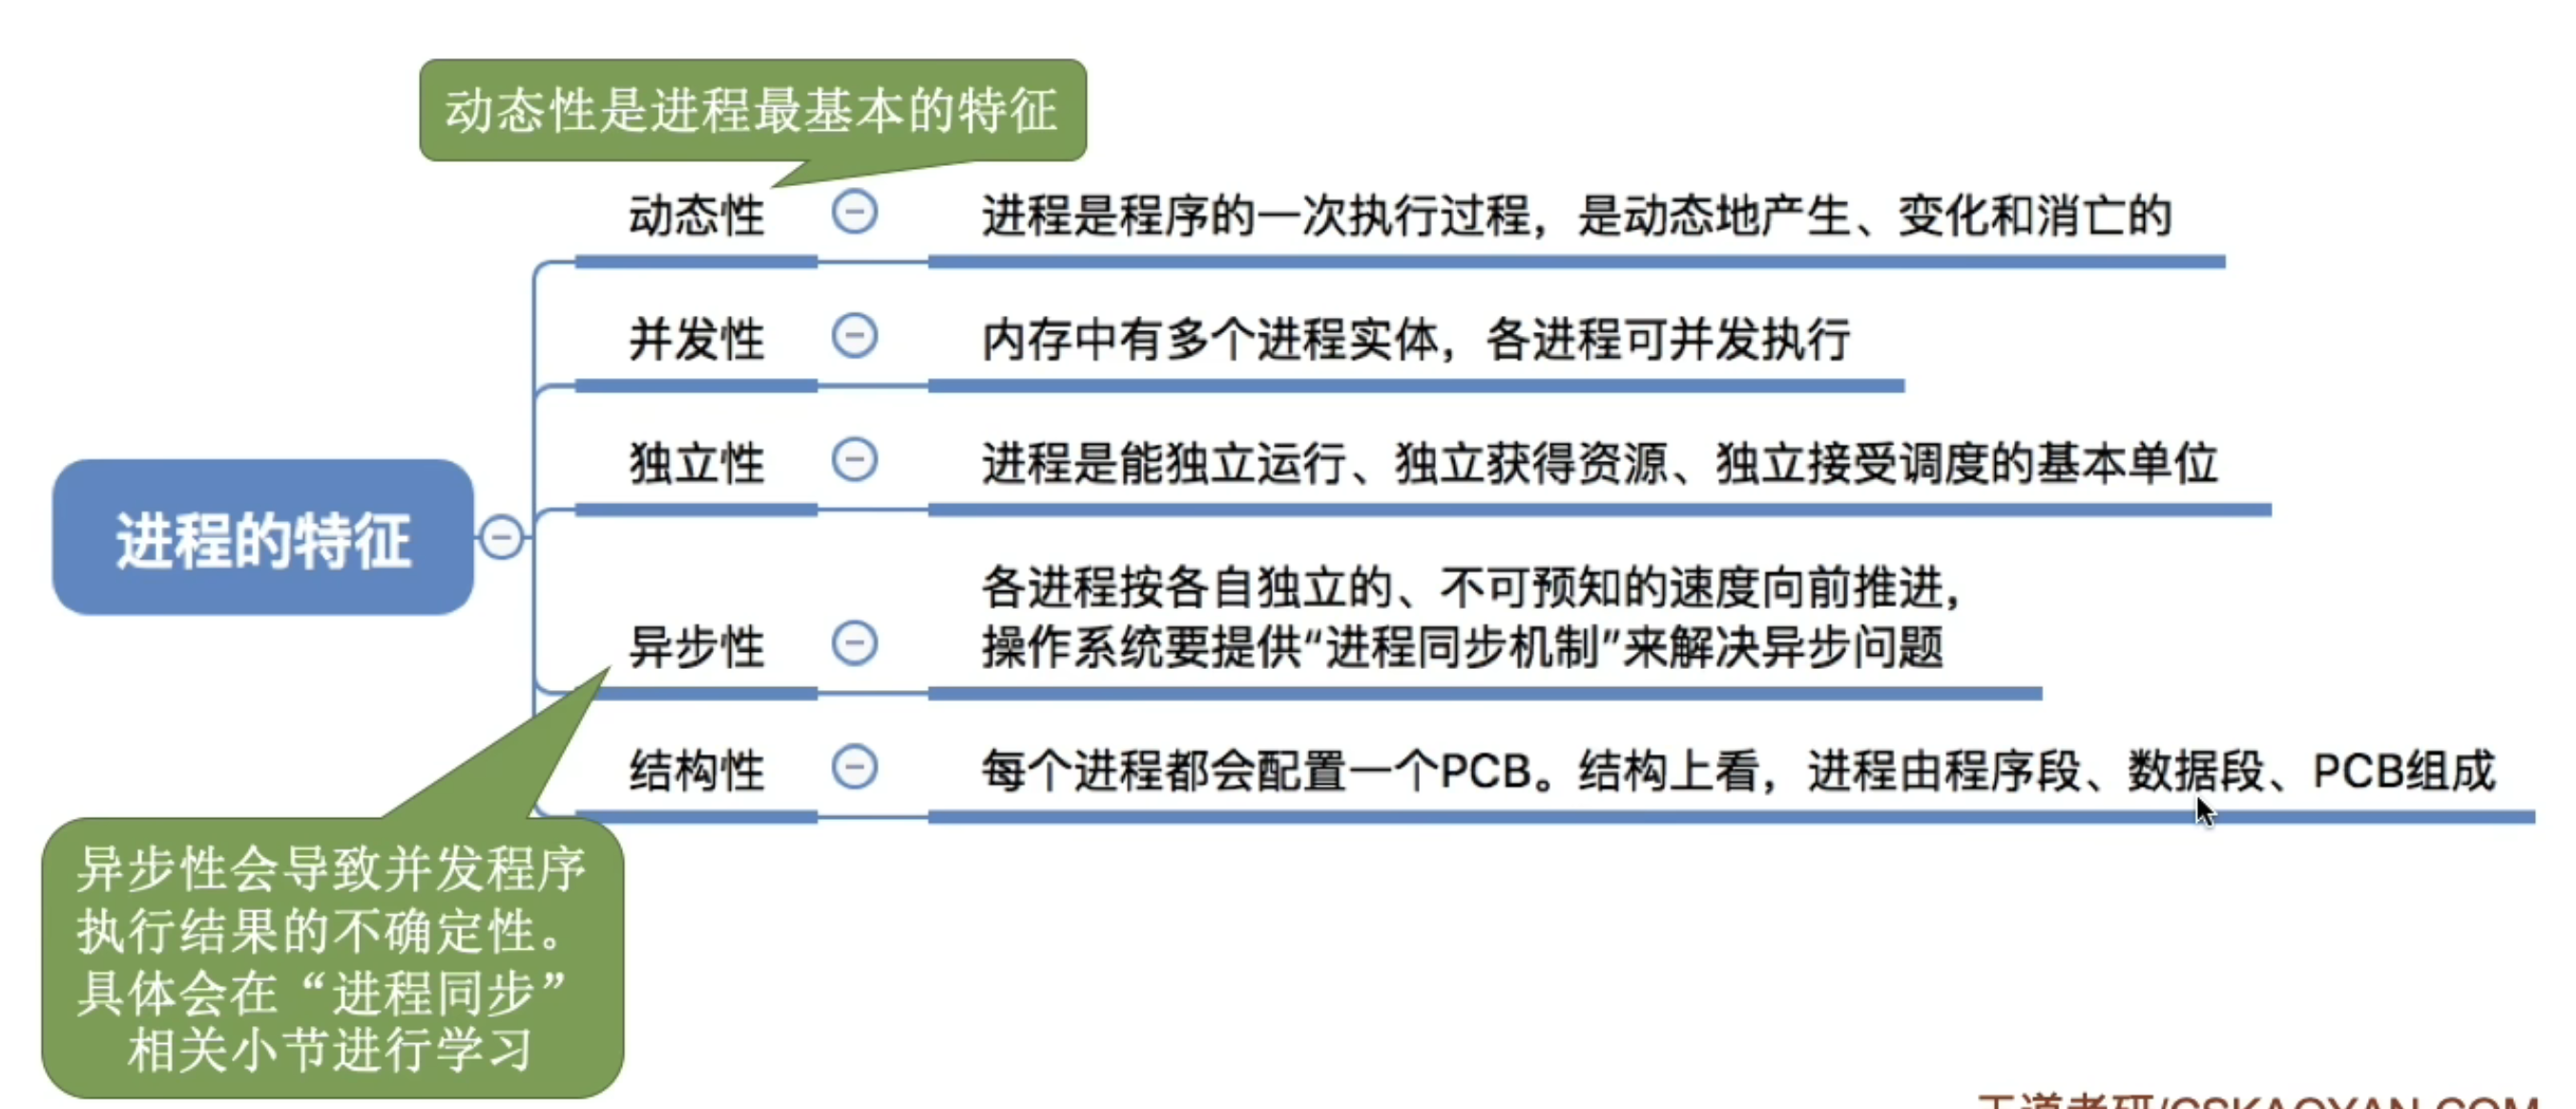 动态性是进程最基本的特征
动态性
进程是程序的一次执行过程，是动态地产生、变化和消亡的
并发性
内存中有多个进程实体，各进程可并发执行
独立性
进程是能独立运行、独立获得资源、独立接受调度的基本单位
进程的特征
异步性
各进程按各自独立的、不可预知的速度向前推进，
操作系统要提供“进程同步机制”来解决异步问题
结构性
每个进程都会配置一个PCB。结构上看，进程由程序段、数据段、PCB组成
异步性会导致并发程序
执行结果的不确定性。
具体会在“进程同步”
相关小节进行学习
王道考研/CSKAOYAN.COM